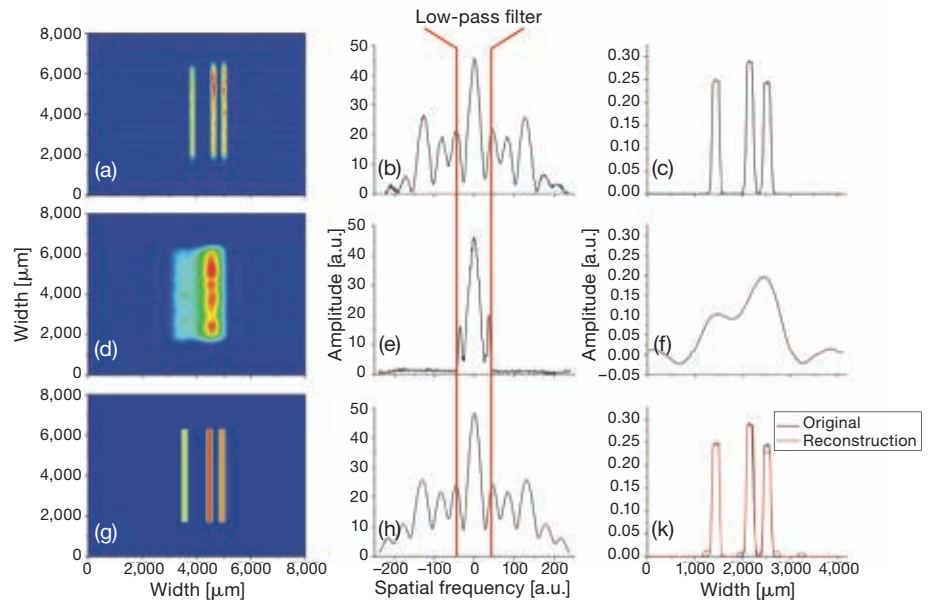 Low-pass filter
8,000
6,000
4,000
2,000
0
(a)
50
40
30
20
10
0
(b)
0.30
0.25
0.20
0.15
0.10
0.05
0.00
(c)
8,000
6,000
4,000
2,000
0
Width [μm]
(d)
50
40
30
20
10
0
Amplitude [a.u.]
(e)
0.30
0.25
0.20
0.15
0.10
0.05
0.00
−0.05
Amplitude [a.u.]
(f)
8,000
6,000
4,000
2,000
0
(g)
0 2,000 4,000 6,000 8,000
Width [μm]
50
40
30
20
10
0
(h)
−200 −100 0 100 200
Spatial frequency [a.u.]
Original
Reconstruction
0.30
0.25
0.20
0.15
0.10
0.05
0.00
(k)
0 1,000 2,000 3,000 4,000
Width [μm]